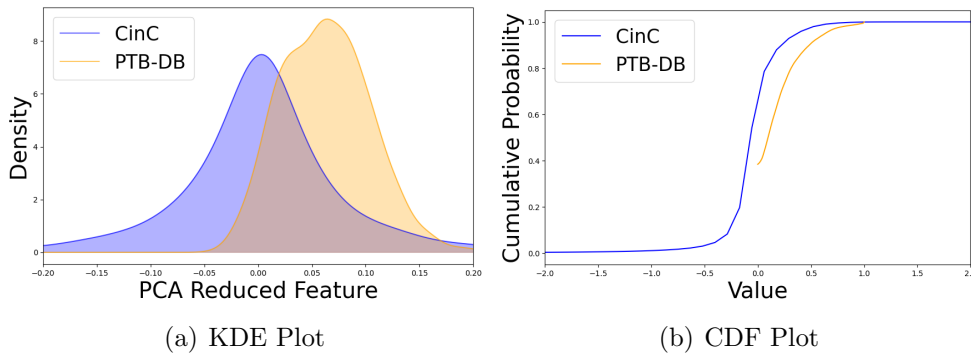 CinC
PTB-DB
Density
8
6
4
2
0
−0.20
−0.15
−0.10
−0.05
0.00
0.05
0.10
0.15
0.20
PCA Reduced Feature
(a) KDE Plot
CinC
PTB-DB
Cumulative Probability
1.0
0.8
0.6
0.4
0.2
0.0
−2.0
−1.5
−1.0
−0.5
0.0
0.5
1.0
1.5
Value
(b) CDF Plot